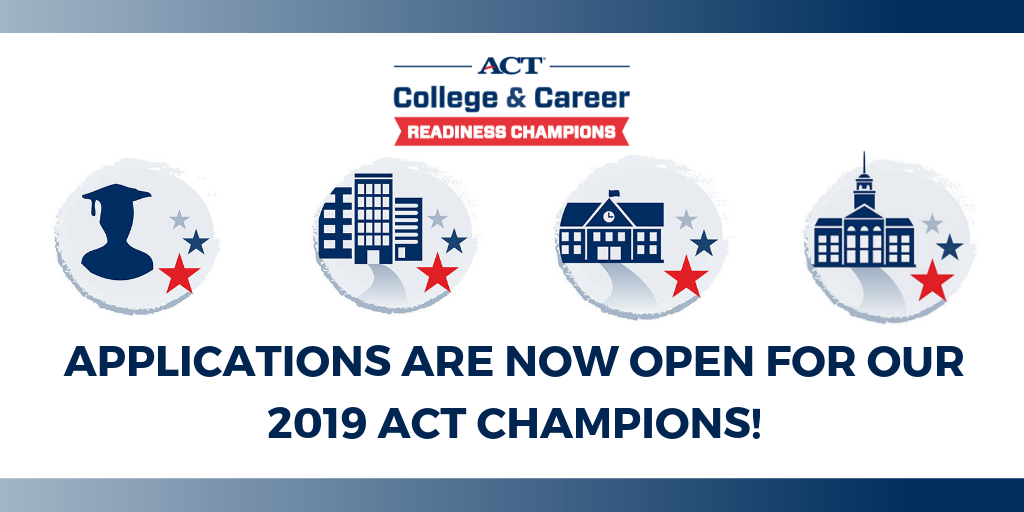 ACT
College & Career
READINESS CHAMPIONS
APPLICATIONS ARE NOW OPEN FOR OUR
2019 ACT CHAMPIONS!